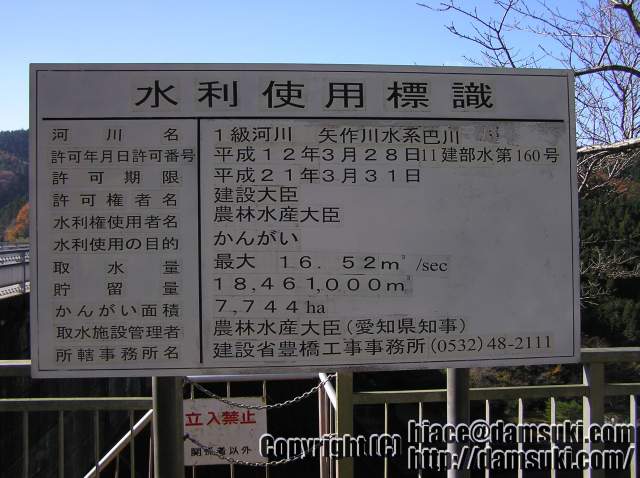 水利使用標識
河川名 1級河川 矢作川水系巴川
許可年月日許可番号 平成12年3月28日11建部水第160号
許可期限 平成21年3月31日
許可権者名 建設大臣
水利権使用者名 農林水産大臣
水利使用の目的 かんがい
取水量 最大 16.52m³/sec
貯留量 18,461,000m³
かんがい面積 7,744ha
取水施設管理者 農林水産大臣(愛知県知事)
所轄事務所名 建設省豊橋工事事務所(0532)48-2111
立入禁止
関係者以外
Copyright(C) hiace@damsuki.com
http://damsuki.com/